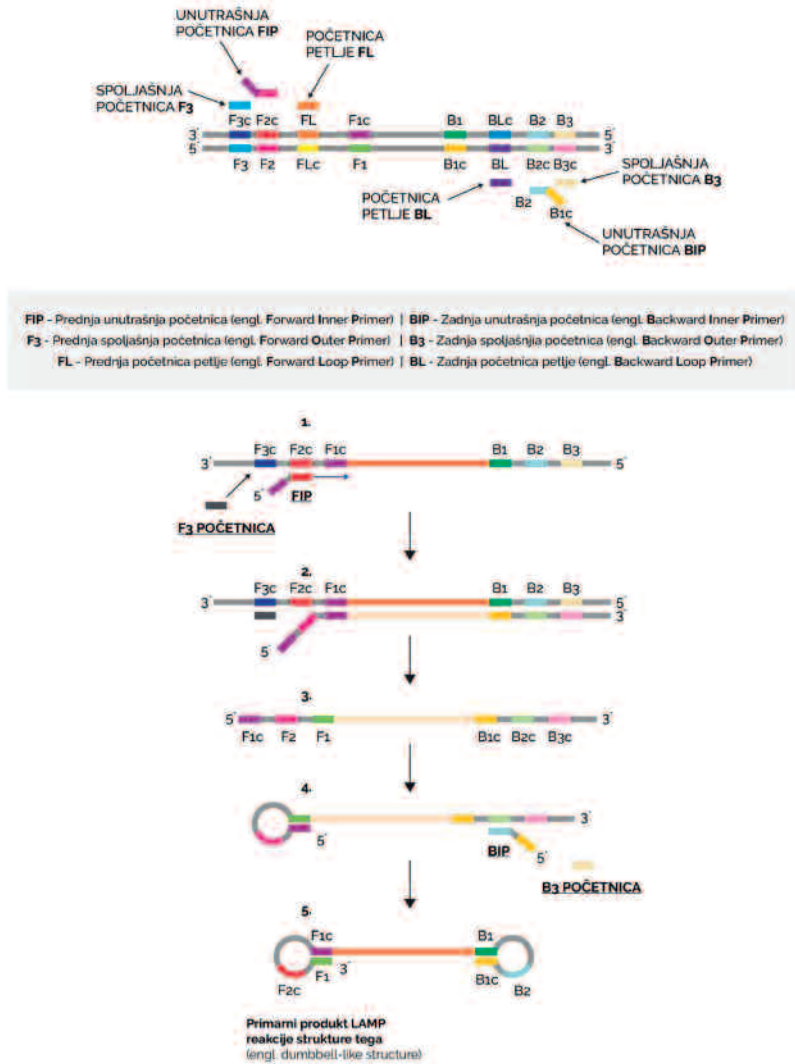 UNUTRAŠNJA
POČETNICA FIP
POČETNICA
PETLJE FL
SPOLJAŠNJA
POČETNICA F3
F3c F2c FL F1c B1 BLc B2 B3
3´ 5´
5´ 3´
F3 F2 FLc F1 B1c BL B2c B3c
SPOLJAŠNJA
POČETNICA B3
POČETNICA
PETLJE BL
B2
B1c
UNUTRAŠNJA
POČETNICA BIP
FIP - Prednja unutrašnja početnica (engl. Forward Inner Primer) | BIP - Zadnja unutrašnja početnica (engl. Backward Inner Primer)
F3 - Prednja spoljašnja početnica (engl. Forward Outer Primer) | B3 - Zadnja spoljašnjia početnica (engl. Backward Outer Primer)
FL - Prednja početnica petlje (engl. Forward Loop Primer) | BL - Zadnja početnica petlje (engl. Backward Loop Primer)
1.
F3c F2c F1c B1 B2 B3
3´ 5´
5´ FIP
F3 POČETNICA
2.
F3c F2c F1c B1 B2 B3
3´ 5´
3´
5´
3.
5´ 3´
F1c F2 F1 B1c B2c B3c
4.
3´
5´
BIP 5´
B3 POČETNICA
5.
F1c B1
F1 3´ B1c
F2c B2
Primarni produkt LAMP
reakcije strukture tega
(engl. dumbbell-like structure)